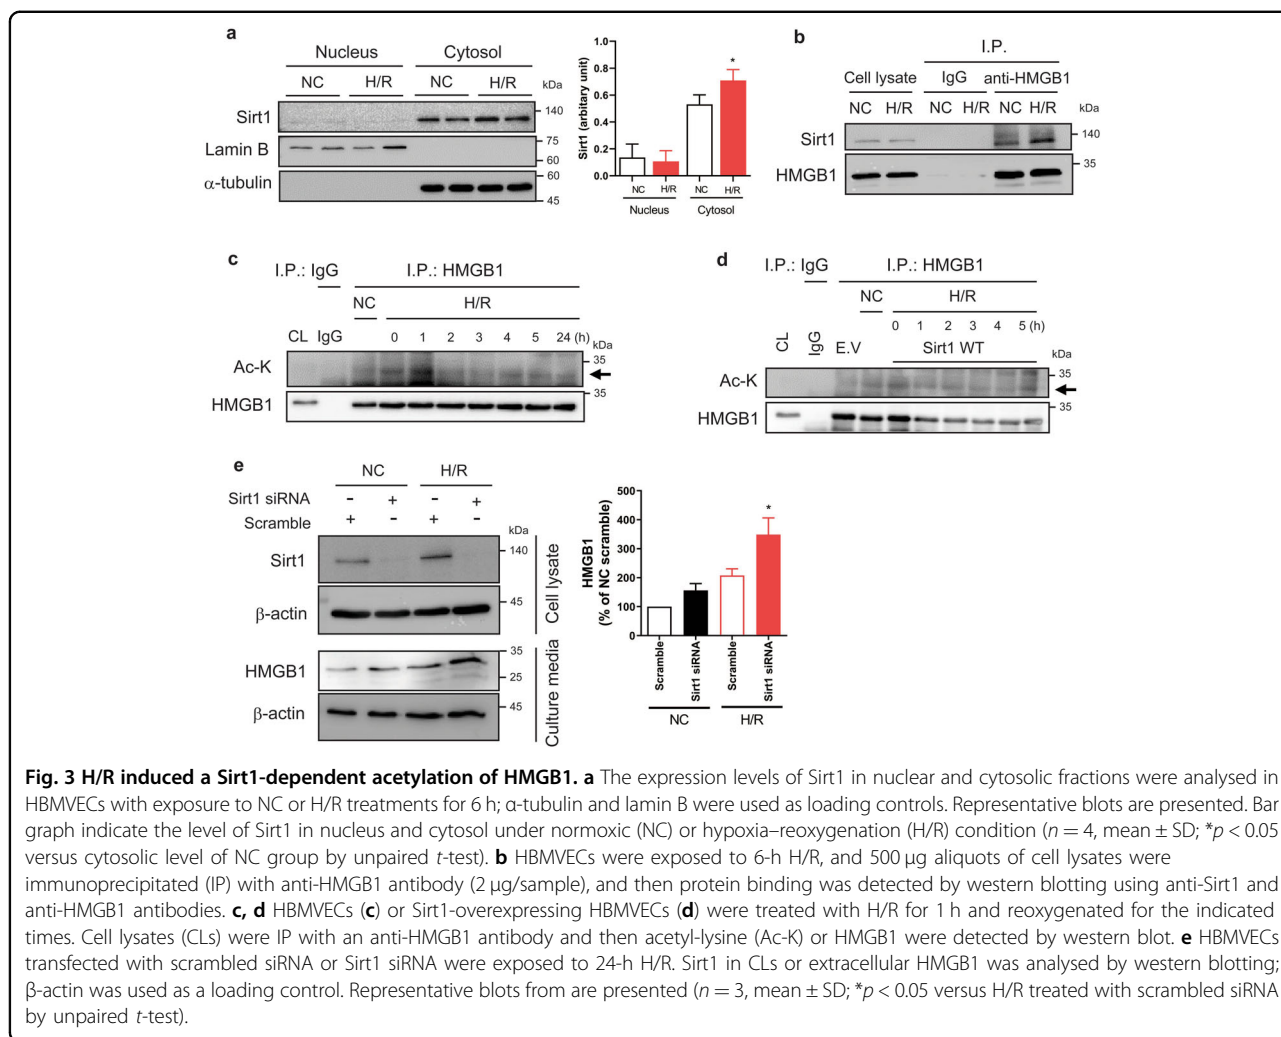 a
Nucleus Cytosol
NC H/R NC H/R kDa
Sirt1 140
Lamin B 75
60
α-tubulin 60
45
Sirt1 (arbitary unit)
1.0
0.8
0.6
0.4
0.2
0.0
*
NC H/R NC H/R
Nucleus Cytosol
b
I.P.
Cell lysate IgG anti-HMGB1
NC H/R NC H/R NC H/R kDa
Sirt1 140
HMGB1 35
c
I.P.: IgG I.P.: HMGB1
NC H/R
CL IgG 0 1 2 3 4 5 24 (h)
kDa
Ac-K 35
HMGB1 35
d
I.P.: IgG I.P.: HMGB1
NC H/R
0 1 2 3 4 5 (h)
CL IgG E.V Sirt1 WT kDa
Ac-K 35
HMGB1 35
e
NC H/R
Sirt1 siRNA - + - +
Scramble + - + -
kDa
Sirt1 140
β-actin 45
Cell lysate
HMGB1 35
25
β-actin 45
Culture media
HMGB1
(% of NC scramble)
500
400
300
200
100
0
*
Scramble Sirt1 siRNA Scramble Sirt1 siRNA
NC H/R
Fig. 3 H/R induced a Sirt1-dependent acetylation of HMGB1. a The expression levels of Sirt1 in nuclear and cytosolic fractions were analysed in
HBMVECs with exposure to NC or H/R treatments for 6 h; α-tubulin and lamin B were used as loading controls. Representative blots are presented. Bar
graph indicate the level of Sirt1 in nucleus and cytosol under normoxic (NC) or hypoxia–reoxygenation (H/R) condition (n = 4, mean ± SD; *p < 0.05
versus cytosolic level of NC group by unpaired t-test). b HBMVECs were exposed to 6-h H/R, and 500 µg aliquots of cell lysates were
immunoprecipitated (IP) with anti-HMGB1 antibody (2 µg/sample), and then protein binding was detected by western blotting using anti-Sirt1 and
anti-HMGB1 antibodies. c, d HBMVECs (c) or Sirt1-overexpressing HBMVECs (d) were treated with H/R for 1 h and reoxygenated for the indicated
times. Cell lysates (CLs) were IP with an anti-HMGB1 antibody and then acetyl-lysine (Ac-K) or HMGB1 were detected by western blot. e HBMVECs
transfected with scrambled siRNA or Sirt1 siRNA were exposed to 24-h H/R. Sirt1 in CLs or extracellular HMGB1 was analysed by western blotting;
β-actin was used as a loading control. Representative blots from are presented (n = 3, mean ± SD; *p < 0.05 versus H/R treated with scrambled siRNA
by unpaired t-test).